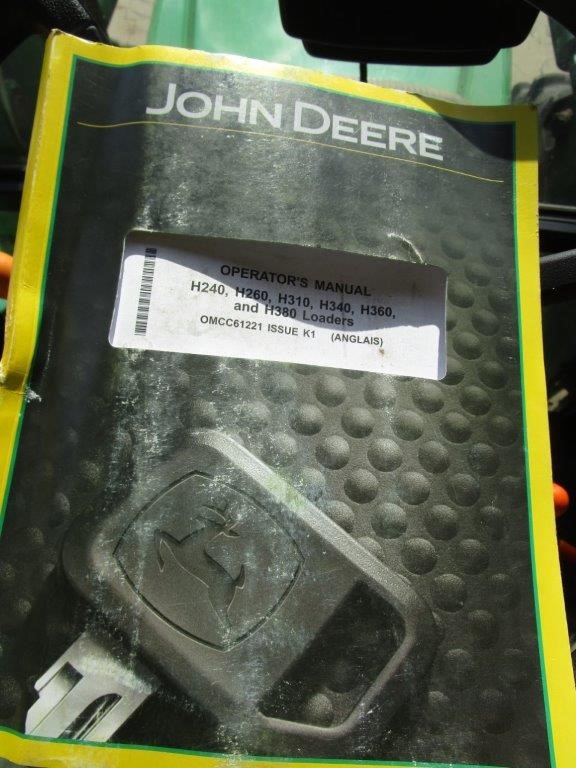 JOHN DEERE
OPERATOR'S MANUAL
H240, H260, H310, H340, H360,
and H380 Loaders
OMCC61221 ISSUE K1 (ANGLAIS)